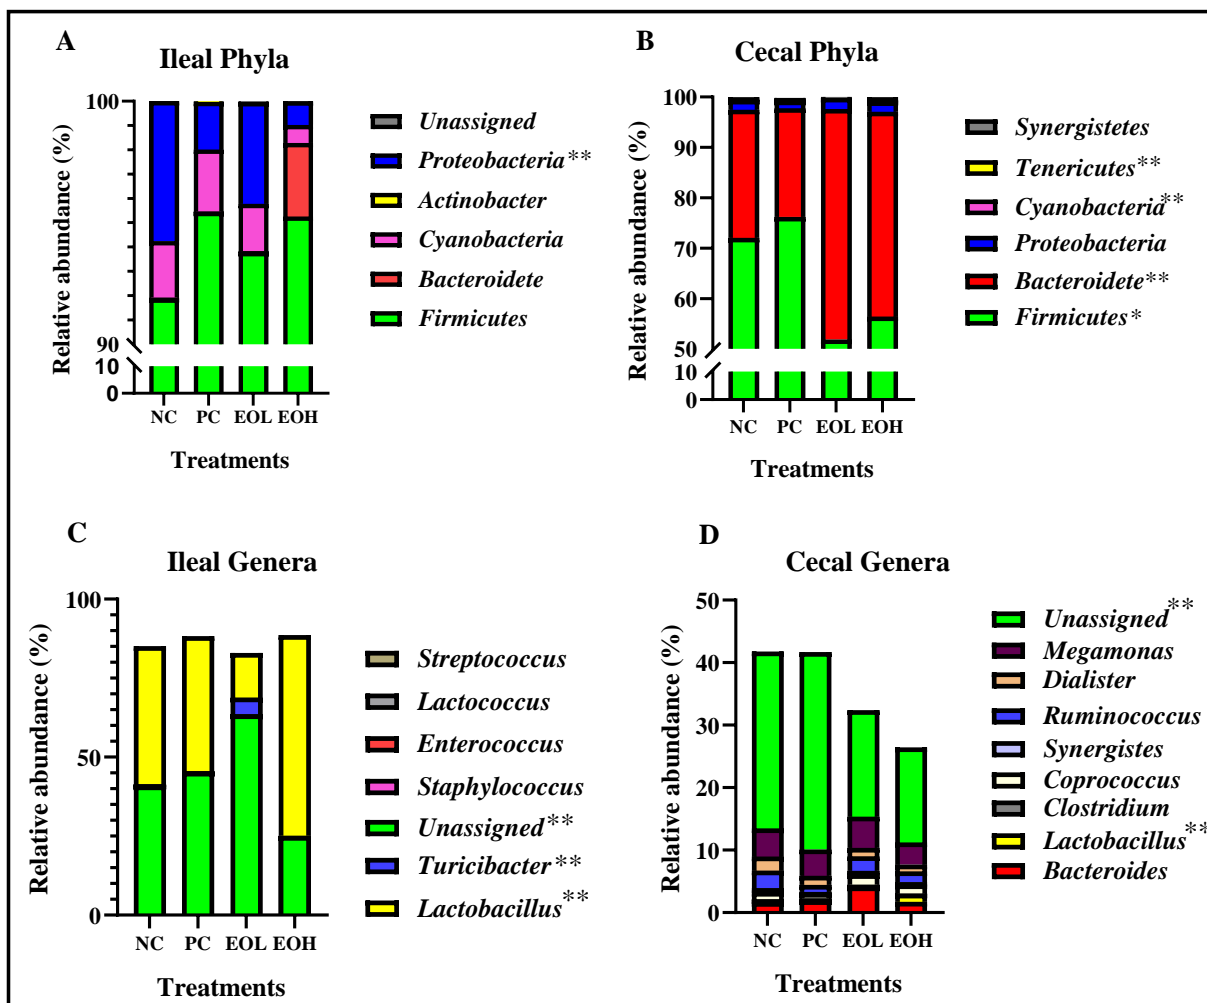 A
Ileal Phyla
Relative abundance (%)
100
90
10
0
NC PC EOL EOH
Treatments
Unassigned
Proteobacteria**
Actinobacter
Cyanobacteria
Bacteroidete
Firmicutes
B
Cecal Phyla
Relative abundance (%)
100
90
80
70
60
50
10
0
NC PC EOL EOH
Treatments
Synergistetes
Tenericutes**
Cyanobacteria**
Proteobacteria
Bacteroidete**
Firmicutes*
C
Ileal Genera
Relative abundance (%)
100
50
0
NC PC EOL EOH
Treatments
Streptococcus
Lactococcus
Enterococcus
Staphylococcus
Unassigned**
Turicibacter**
Lactobacillus**
D
Cecal Genera
Relative abundance (%)
50
40
30
20
10
0
NC PC EOL EOH
Treatments
Unassigned**
Megamonas
Dialister
Ruminococcus
Synergistes
Coprococcus
Clostridium
Lactobacillus**
Bacteroides